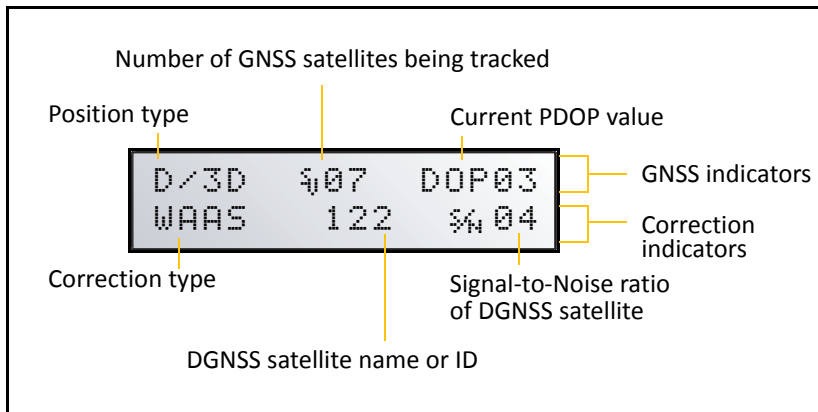 Number of GNSS satellites being tracked
Position type
Current PDOP value
D/3D SV07 DOP03
GNSS indicators
WAAS 122 S/N 04
Correction
indicators
Correction type
Signal-to-Noise ratio
of DGNSS satellite
DGNSS satellite name or ID